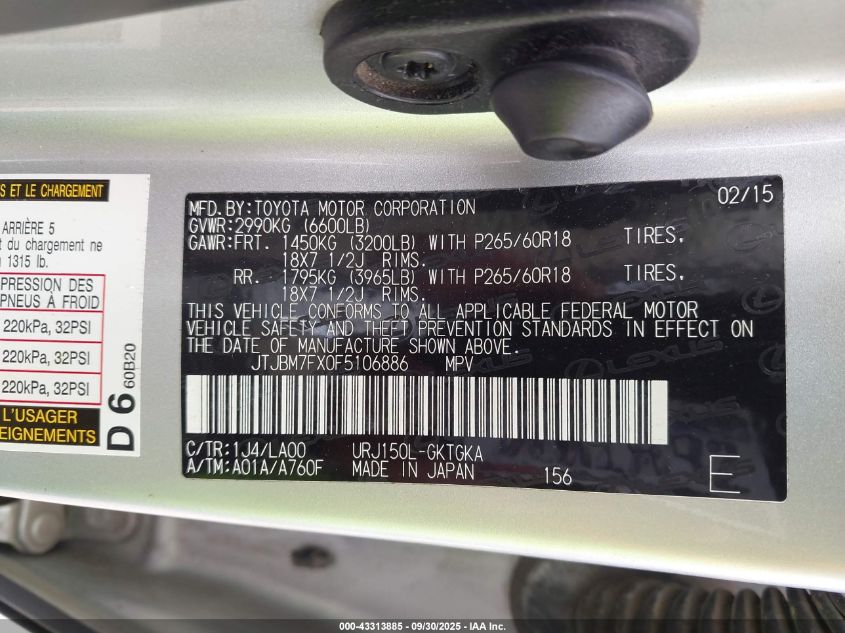 S ET LE CHARGEMENT
ARRIÈRE 5
t du chargement ne
1315 lb.
PRESSION DES
PNEUS À FROID
220kPa, 32PSI
220kPa, 32PSI
220kPa, 32PSI
L'USAGER
EIGNEMENTS
D6 60B20
MFD.BY:TOYOTA MOTOR CORPORATION 02/15
GVWR:2990KG (6600LB)
GAWR:FRT. 1450KG (3200LB) WITH P265/60R18 TIRES,
18X7 1/2J RIMS.
RR. 1795KG (3965LB) WITH P265/60R18 TIRES,
18X7 1/2J RIMS.
THIS VEHICLE CONFORMS TO ALL APPLICABLE FEDERAL MOTOR
VEHICLE SAFETY AND THEFT PREVENTION STANDARDS IN EFFECT ON
THE DATE OF MANUFACTURE SHOWN ABOVE.
JTJBM7FX0F5106886 MPV
C/TR:1J4/LA00 URJ150L-GKTGKA
A/TM:A01A/A760F MADE IN JAPAN 156 E
LEXUS
000-43313885 - 09/30/2025 - IAA Inc.